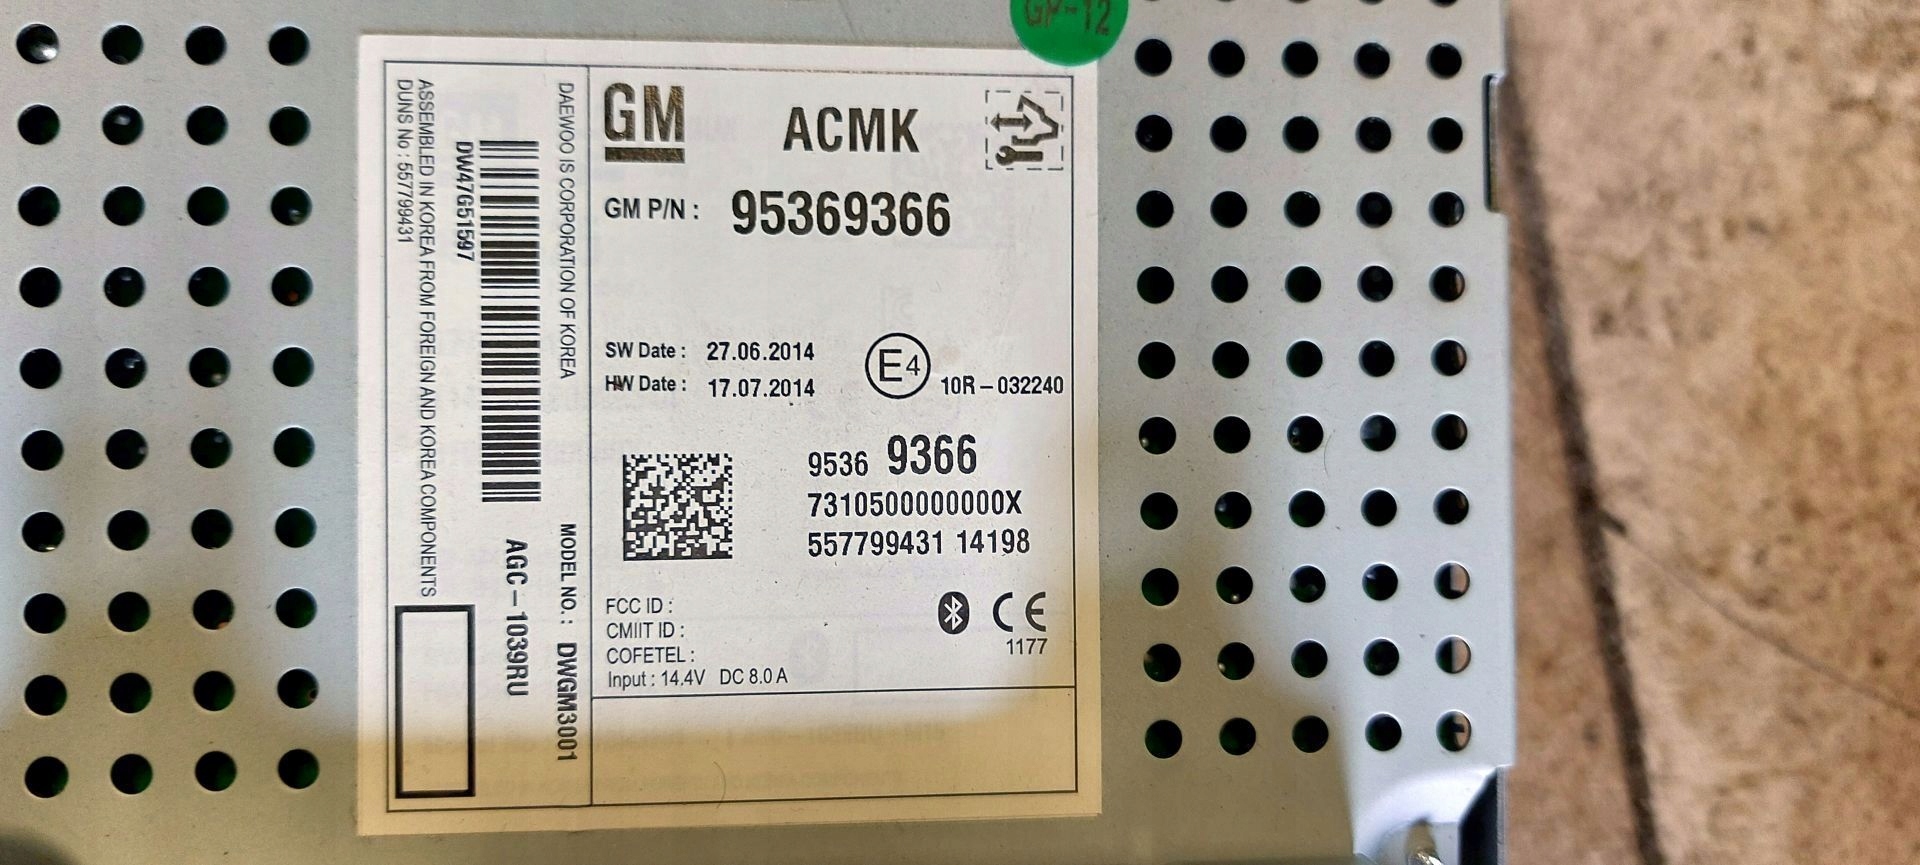 GP-12
GM
ACMK
GM P/N : 95369366
SW Date : 27.06.2014
HW Date : 17.07.2014
E4
10R – 032240
9536 9366
7310500000000X
557799431 14198
FCC ID :
CMIIT ID :
COFETEL :
Input : 14.4V DC 8.0 A
CE
1177
DAEWOO IS CORPORATION OF KOREA
MODEL NO. : DWGM3001
AGC – 1039RU
DW47G51597
ASSEMBLED IN KOREA FROM FOREIGN AND KOREA COMPONENTS
DUNS No : 557799431